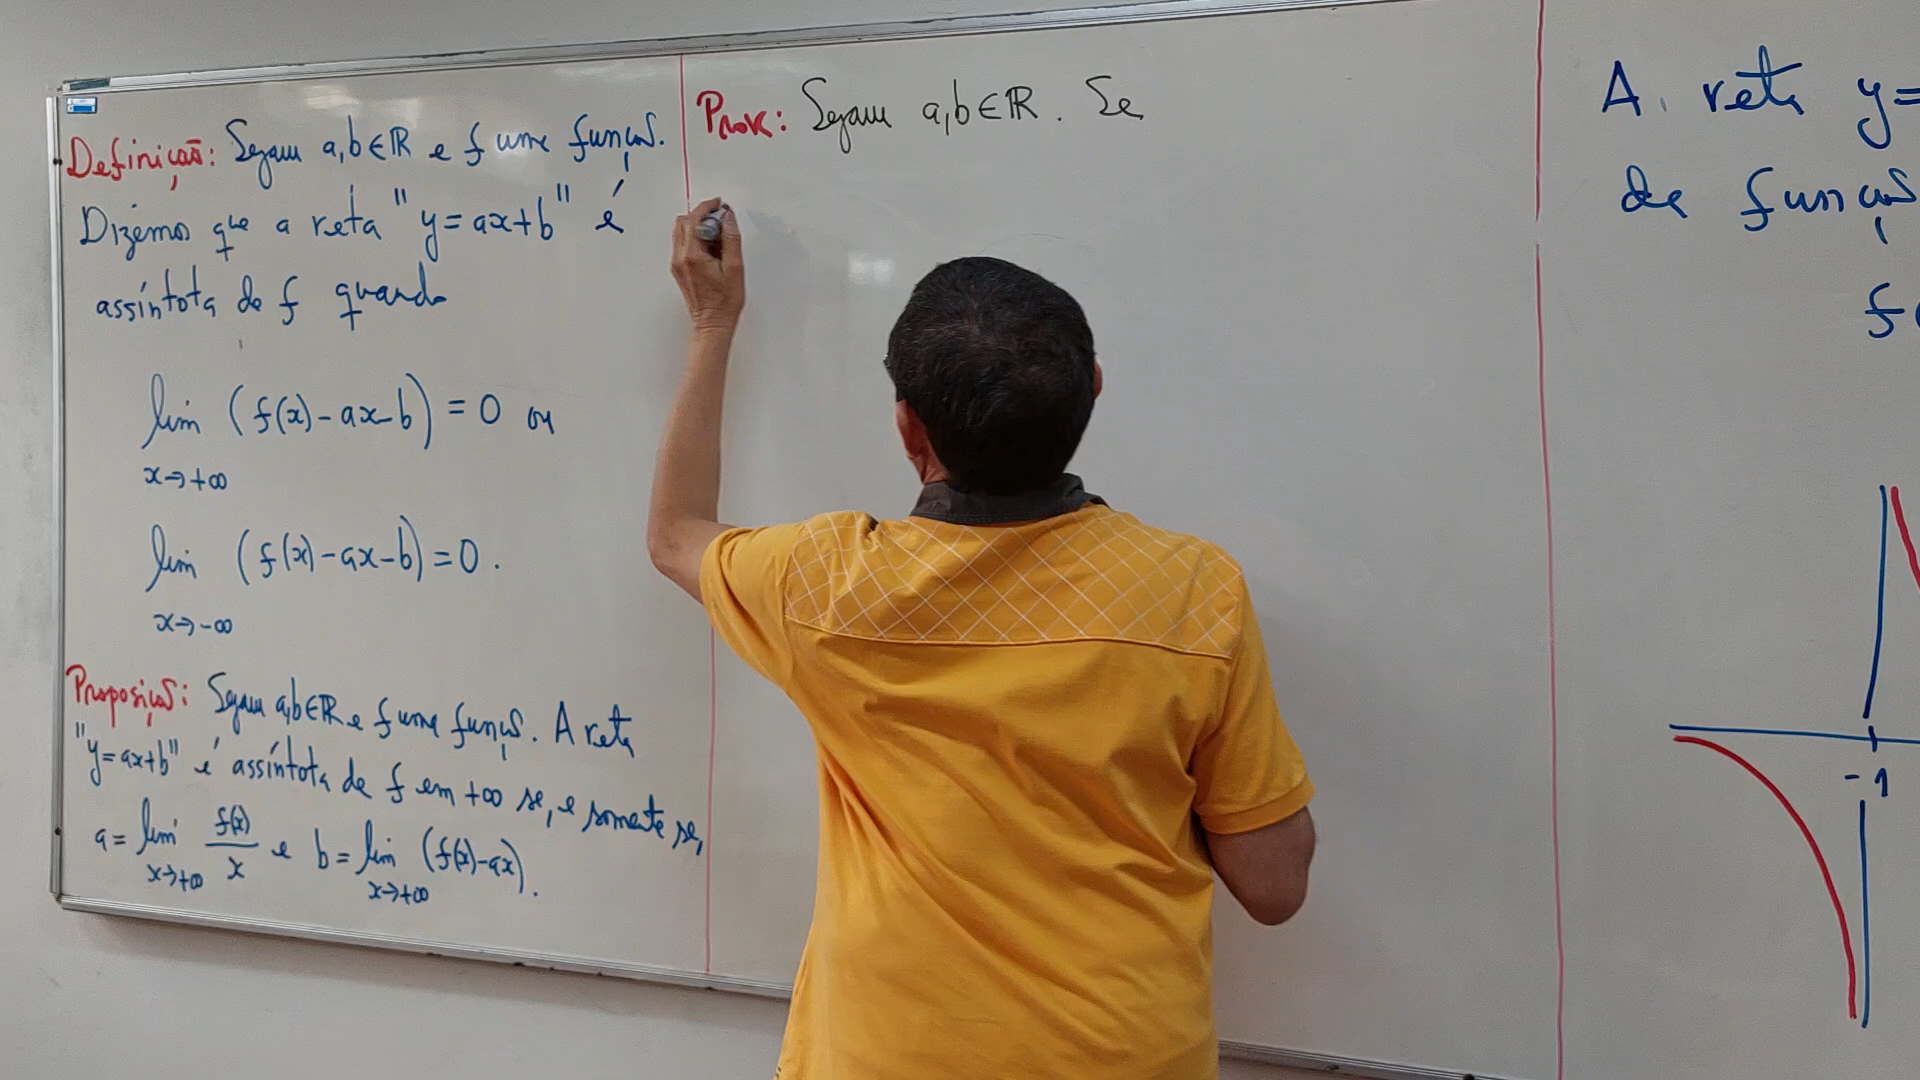 Definição: Sejam a,b∈ℝ e f uma função.
Dizemos que a reta "y=ax+b" é
assíntota de f quando
lim (f(x)-ax-b) = 0 ou
x→+∞
lim (f(x)-ax-b)=0.
x→-∞
Proposição: Sejam a,b∈ℝ e f uma função. A reta
"y=ax+b" é assíntota de f em +∞ se, e somente se,
a = lim f(x)/x e b = lim (f(x)-ax).
x→+∞ x→+∞
Prova: Sejam a,b∈ℝ. Se
A reta y=
da função
f(
-1